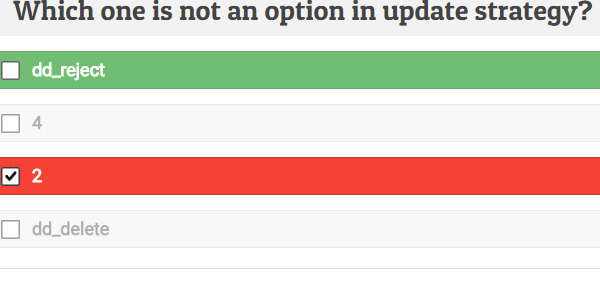 Which one is not an option in update strategy?
dd_reject
4
2
dd_delete